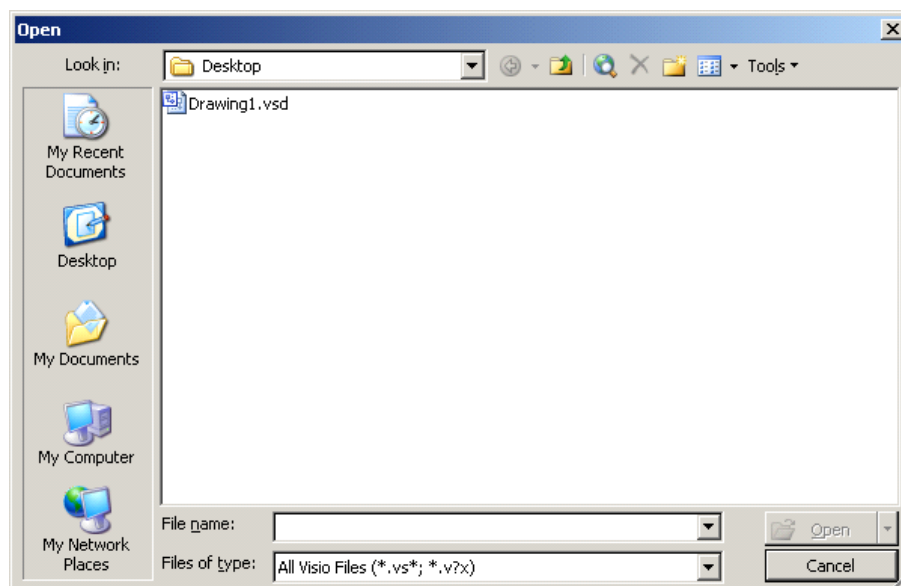 Open
Look in:
Desktop
Tools
Drawing1.vsd
My Recent
Documents
Desktop
My Documents
My Computer
My Network
Places
File name:
Open
Files of type:
All Visio Files (*.vs*; *.v?x)
Cancel